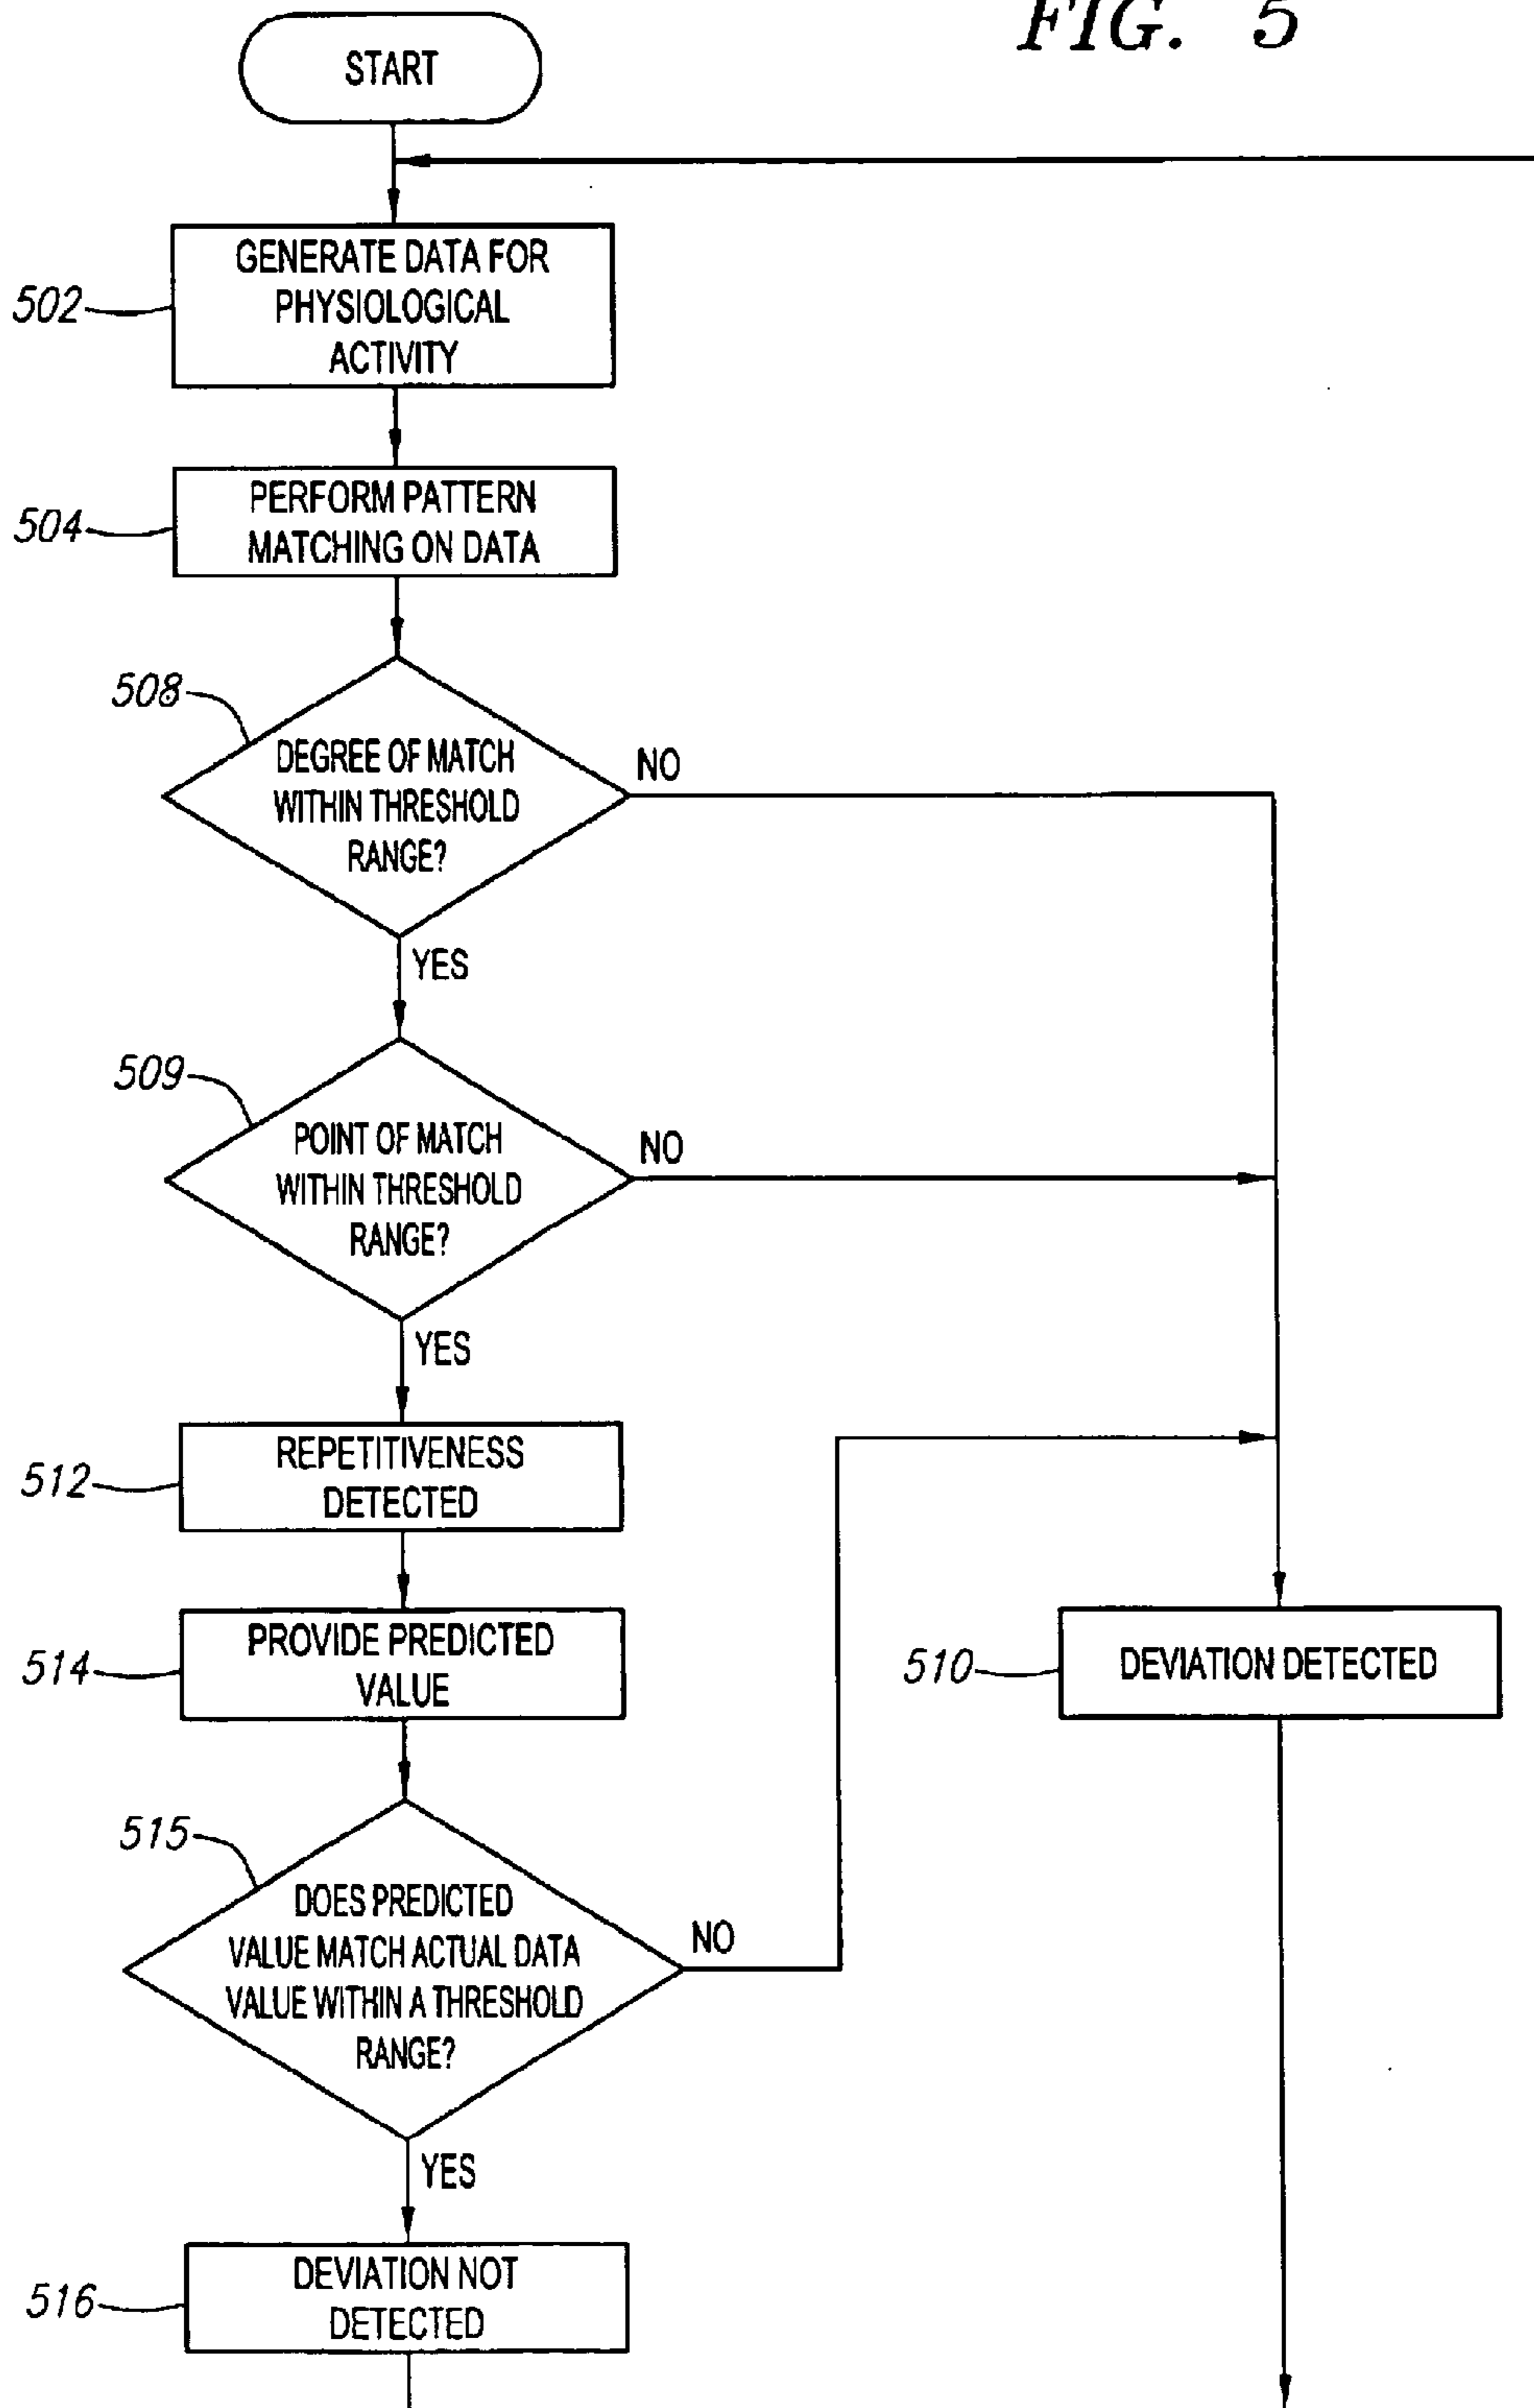 FIG. 5
START
502
GENERATE DATA FOR
PHYSIOLOGICAL
ACTIVITY
504
PERFORM PATTERN
MATCHING ON DATA
508
DEGREE OF MATCH
WITHIN THRESHOLD
RANGE?
NO
YES
509
POINT OF MATCH
WITHIN THRESHOLD
RANGE?
NO
YES
512
REPETITIVENESS
DETECTED
514
PROVIDE PREDICTED
VALUE
510
DEVIATION DETECTED
515
DOES PREDICTED
VALUE MATCH ACTUAL DATA
VALUE WITHIN A THRESHOLD
RANGE?
NO
YES
516
DEVIATION NOT
DETECTED